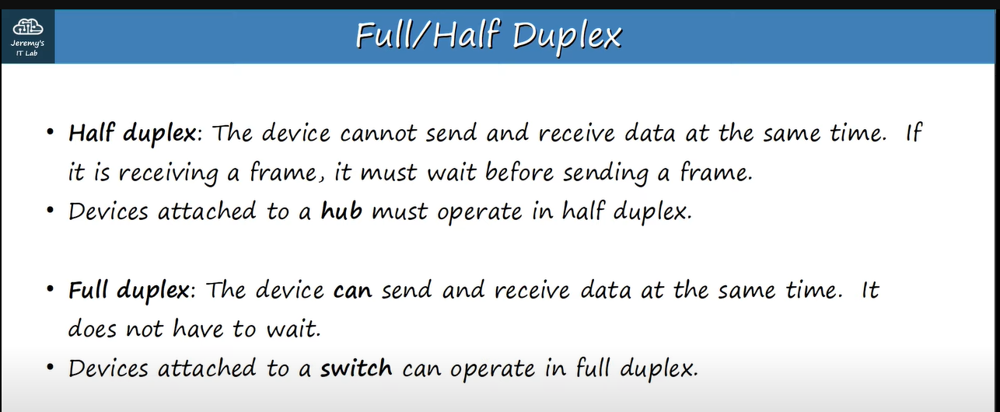 Jeremy's
IT Lab
Full/Half Duplex
• Half duplex: The device cannot send and receive data at the same time. If
it is receiving a frame, it must wait before sending a frame.
• Devices attached to a hub must operate in half duplex.
• Full duplex: The device can send and receive data at the same time. It
does not have to wait.
• Devices attached to a switch can operate in full duplex.